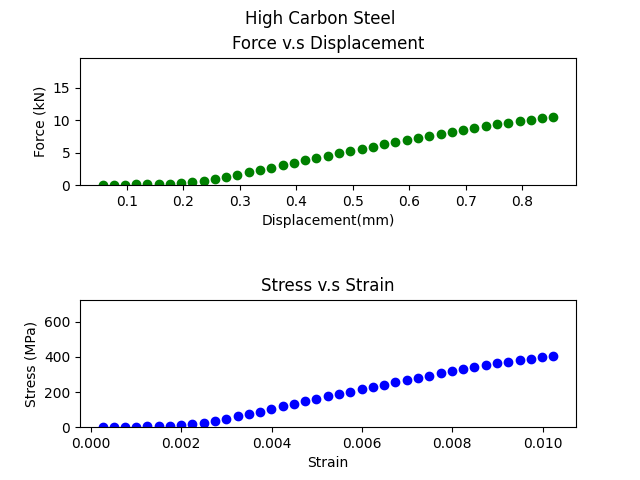 High Carbon Steel
Force v.s Displacement
Force (kN)
15
10
5
0
0.1 0.2 0.3 0.4 0.5 0.6 0.7 0.8
Displacement(mm)
Stress v.s Strain
Stress (MPa)
600
400
200
0
0.000 0.002 0.004 0.006 0.008 0.010
Strain